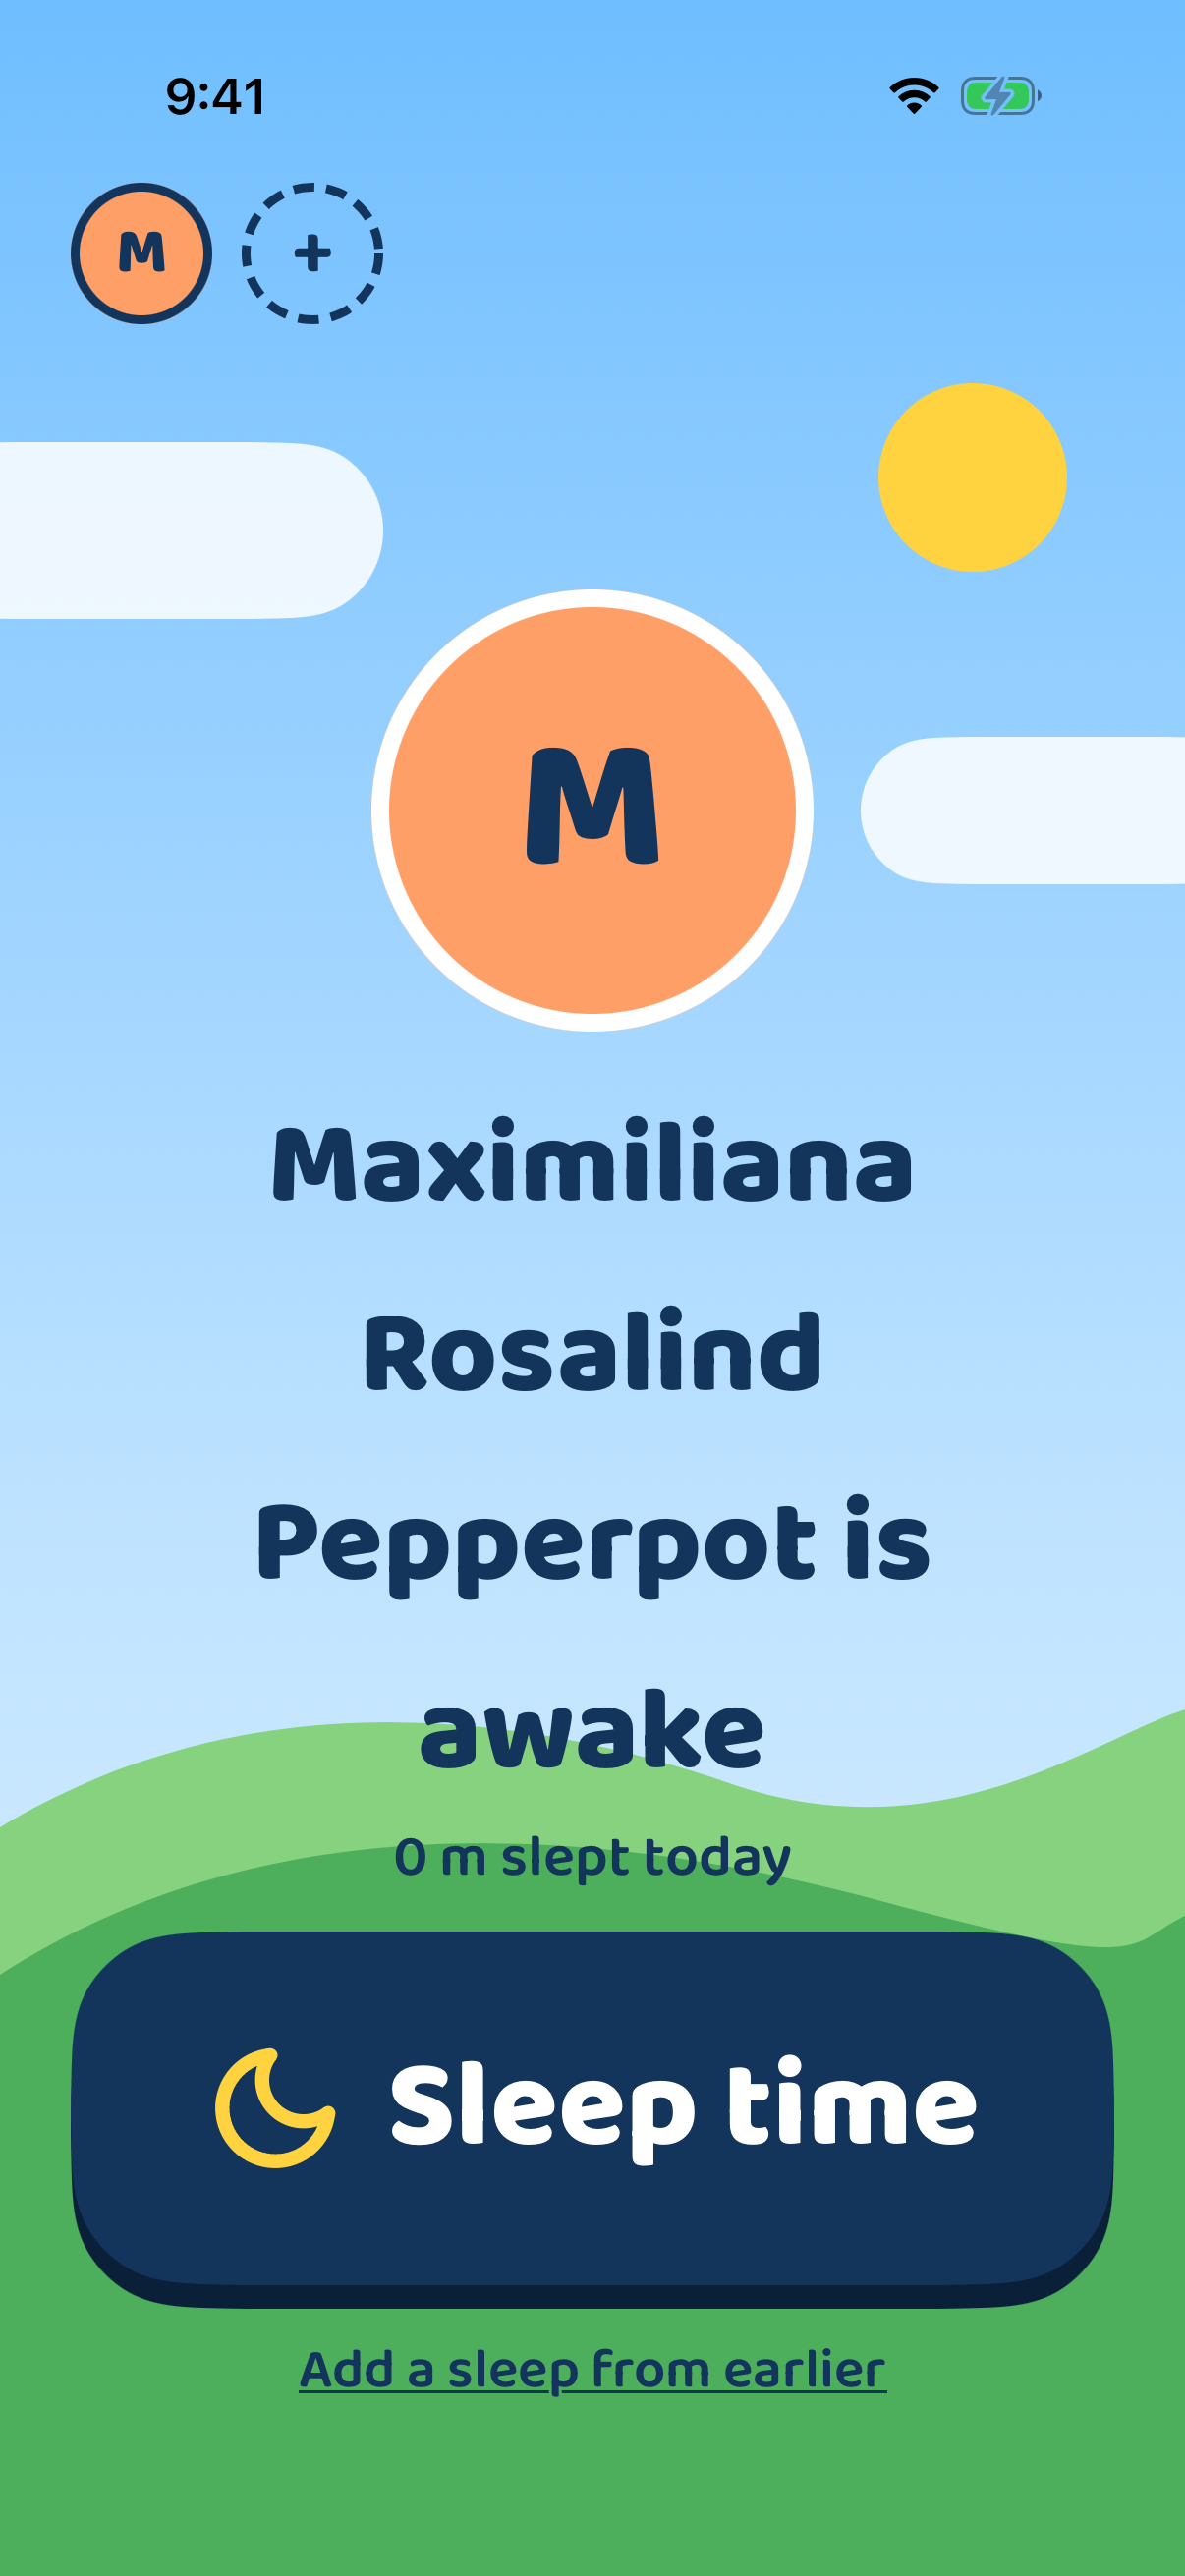 9:41
M +
M
Maximiliana
Rosalind
Pepperpot is
awake
0 m slept today
Sleep time
Add a sleep from earlier